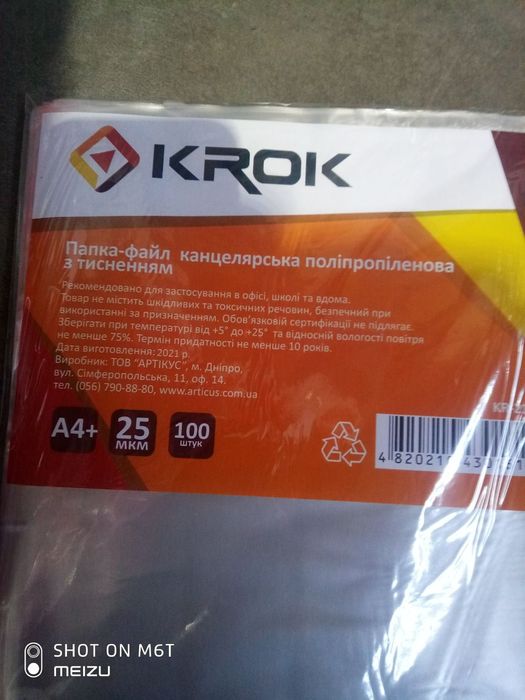 KROK
Папка-файл канцелярська поліпропіленова
з тисненням
Рекомендовано для застосування в офісі, школі та вдома.
Товар не містить шкідливих та токсичних речовин, безпечний при
використанні за призначенням. Обов'язковій сертифікації не підлягає.
Зберігати при температурі від +5° до +25° та відносній вологості повітря
не менше 75%. Термін придатності не менше 10 років.
Дата виготовлення: 2021 р.
Виробник: ТОВ "АРТІКУС", м. Дніпро,
вул. Сімферопольська, 11, оф. 14.
тел. (056) 790-88-80, www.articus.com.ua
A4+
25
МКМ
100
штук
SHOT ON M6T
MEIZU